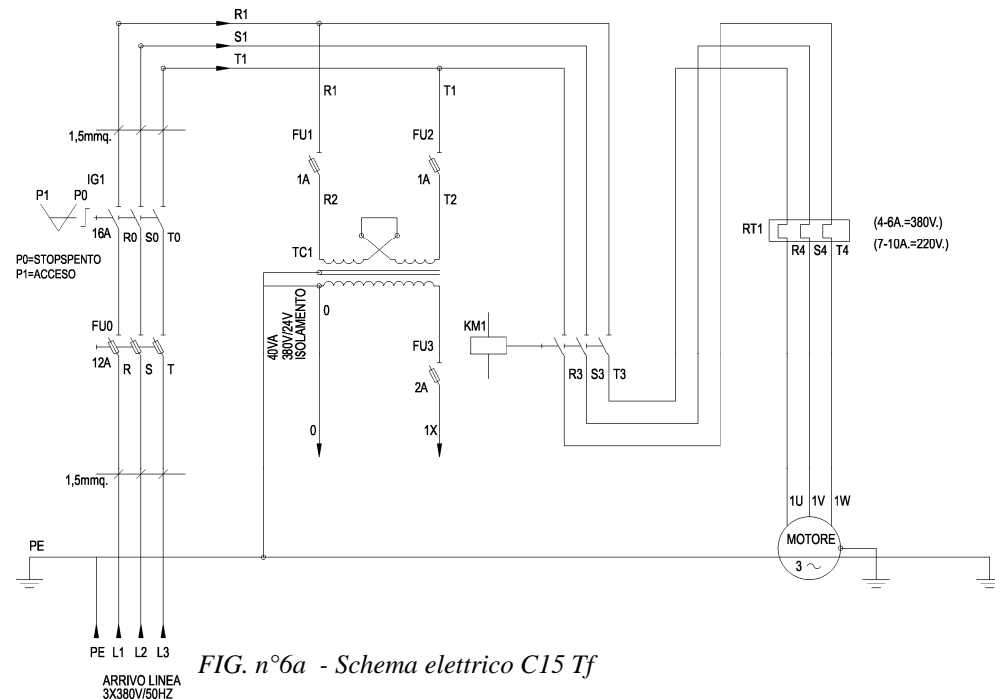 R1
S1
T1
R1
T1
1,5mmq.
FU1
FU2
IG1
P1
P0
1A
1A
R2
T2
16A
R0
S0
T0
RT1
(4-6A.=380V.)
R4
S4
T4
(7-10A.=220V.)
TC1
P0=STOPSPENTO
P1=ACCESO
40VA
380V/24V
ISOLAMENTO
0
FU0
KM1
FU3
12A
R
S
T
R3
S3
T3
2A
0
1X
1,5mmq.
1U
1V
1W
PE
MOTORE
3 ~
PE
L1
L2
L3
FIG. n°6a - Schema elettrico C15 Tf
ARRIVO LINEA
3X380V/50HZ